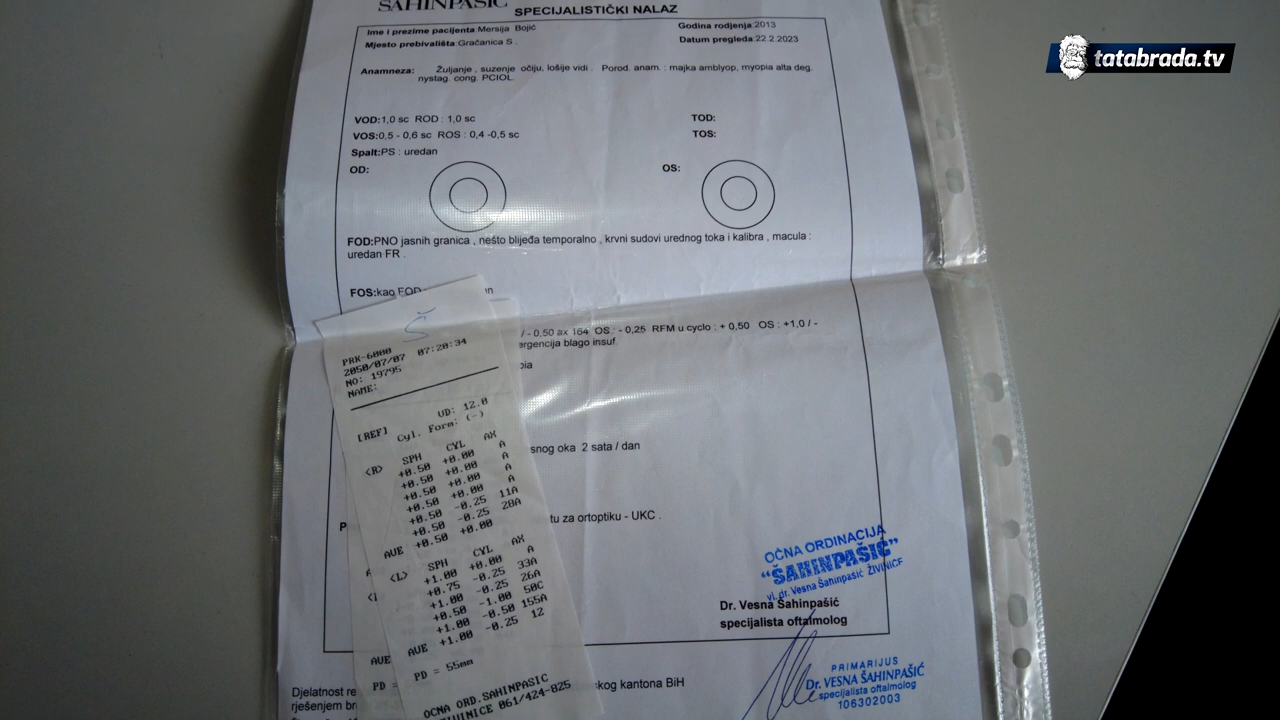 ŠAHINPAŠIĆ SPECIJALISTIČKI NALAZ
tatabrada.tv
Ime i prezime pacijenta:Mersija Bojić
Godina rodjenja:2013
Mjesto prebivališta:Gračanica S .
Datum pregleda:22.2.2023
Anamneza: Žuljanje , suzenje očiju, lošije vidi . Porod. anam. : majka amblyop, myopia alta deg.
nystag. cong. PCIOL.
VOD:1,0 sc ROD : 1,0 sc
TOD:
VOS:0,5 - 0,6 sc ROS : 0,4 -0,5 sc
TOS:
Spalt:PS : uredan
OD:
OS:
FOD:PNO jasnih granica , nešto blijeđa temporalno , krvni sudovi urednog toka i kalibra , macula :
uredan FR .
FOS:kao FOD
/ - 0,50 ax 164 OS : - 0,25 RFM u cyclo : + 0,50 OS : +1,0 / -
ergencija blago insuf.
pia
snog oka 2 sata / dan
P
tu za ortoptiku - UKC .
Š
PRK-6000
2050/07/07 07:20:34
NO: 19795
NAME:
VD: 12.0
[REF] Cyl. Form: (-)
<R> SPH CYL AX
+0.50 +0.00 A
+0.50 +0.00 A
+0.50 +0.00 A
+0.50 +0.00 A
+0.50 -0.25 11A
+0.50 -0.25 28A
AVE +0.50 +0.00
<L> SPH CYL AX
+1.00 +0.00 A
+0.75 -0.25 33A
+1.00 -0.25 26A
+0.50 -1.00 50C
+1.00 -0.50 155A
AVE +1.00 -0.25 12
PD = 55mm
OCNA ORD.SAHINPASIC
ZIVINICE 061/424-825
AVE
PD =
OČNA ORDINACIJA
"ŠAHINPAŠIĆ"
vl. dr. Vesna Šahinpašić ŽIVINICE
Dr. Vesna Šahinpašić
specijalista oftalmolog
PRIMARIJUS
Dr. VESNA ŠAHINPAŠIĆ
specijalista oftalmolog
106302003
Djelatnost re
kog kantona BiH
rješenjem br